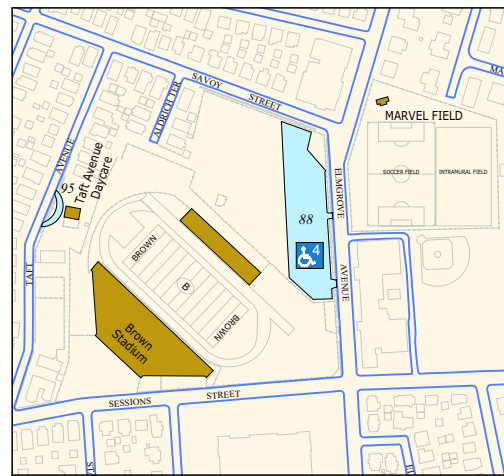 SAVOY
STREET
ALDRICH TER
MARVEL FIELD
AVENUE
95
Taft Avenue
Daycare
SOCCER FIELD
INTRAMURAL FIELD
ELMGROVE
88
4
BROWN
B
BROWN
TAFT
AVENUE
Brown
Stadium
SESSIONS
STREET